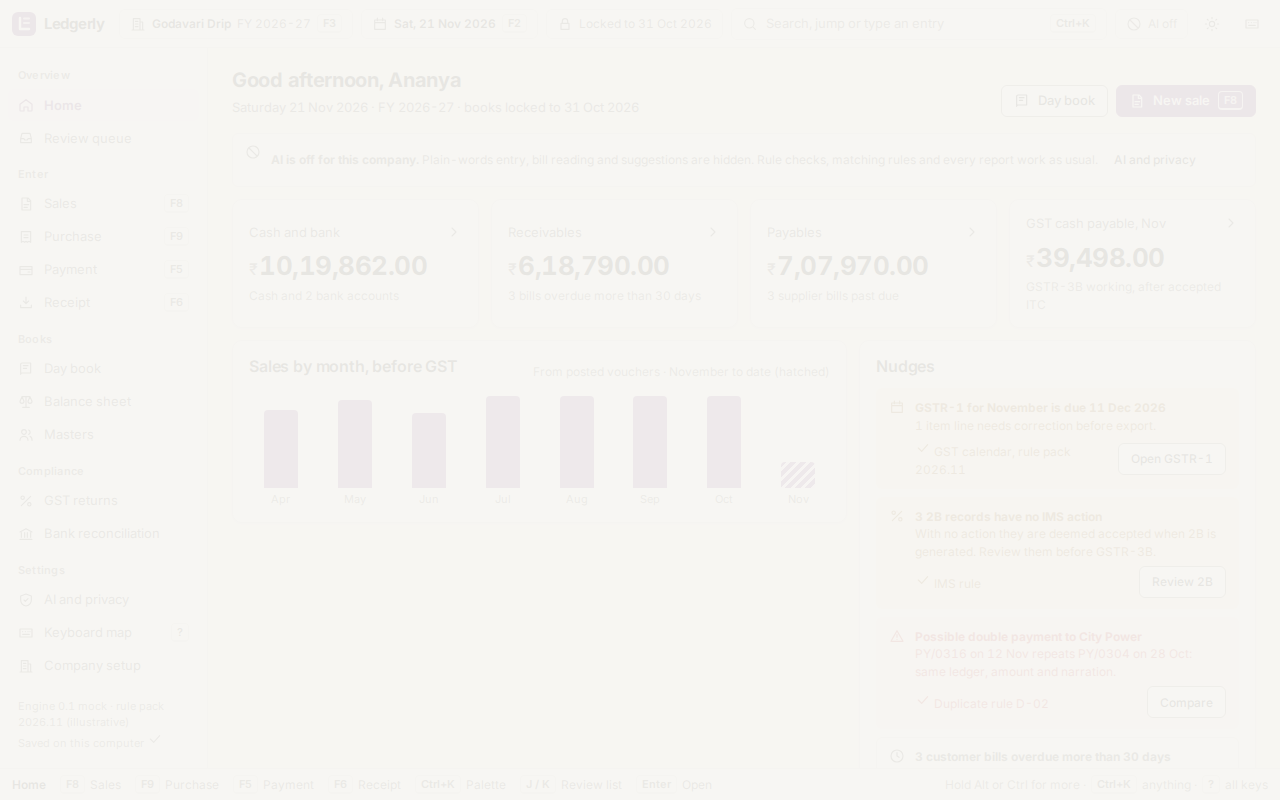 Ledgerly
Godavari Drip FY 2026-27 F3
Sat, 21 Nov 2026 F2
Locked to 31 Oct 2026
Search, jump or type an entry Ctrl+K
AI off
Overview
Home
Review queue
Enter
Sales F8
Purchase F9
Payment F5
Receipt F6
Books
Day book
Balance sheet
Masters
Compliance
GST returns
Bank reconciliation
Settings
AI and privacy
Keyboard map ?
Company setup
Engine 0.1 mock · rule pack
2026.11 (illustrative)
Saved on this computer
Good afternoon, Ananya
Saturday 21 Nov 2026 · FY 2026-27 · books locked to 31 Oct 2026
Day book
New sale F8
AI is off for this company. Plain-words entry, bill reading and suggestions are hidden. Rule checks, matching rules and every report work as usual. AI and privacy
Cash and bank
₹10,19,862.00
Cash and 2 bank accounts
Receivables
₹6,18,790.00
3 bills overdue more than 30 days
Payables
₹7,07,970.00
3 supplier bills past due
GST cash payable, Nov
₹39,498.00
GSTR-3B working, after accepted
ITC
Sales by month, before GST
From posted vouchers · November to date (hatched)
Apr May Jun Jul Aug Sep Oct Nov
Nudges
GSTR-1 for November is due 11 Dec 2026
1 item line needs correction before export.
GST calendar, rule pack
2026.11
Open GSTR-1
3 2B records have no IMS action
With no action they are deemed accepted when 2B is
generated. Review them before GSTR-3B.
IMS rule
Review 2B
Possible double payment to City Power
PY/0316 on 12 Nov repeats PY/0304 on 29 Oct:
same ledger, amount and narration.
Duplicate rule D-02
Compare
3 customer bills overdue more than 30 days
Home F8 Sales F9 Purchase F5 Payment F6 Receipt Ctrl+K Palette J / K Review list Enter Open
Hold Alt or Ctrl for more · Ctrl+K anything · ? all keys